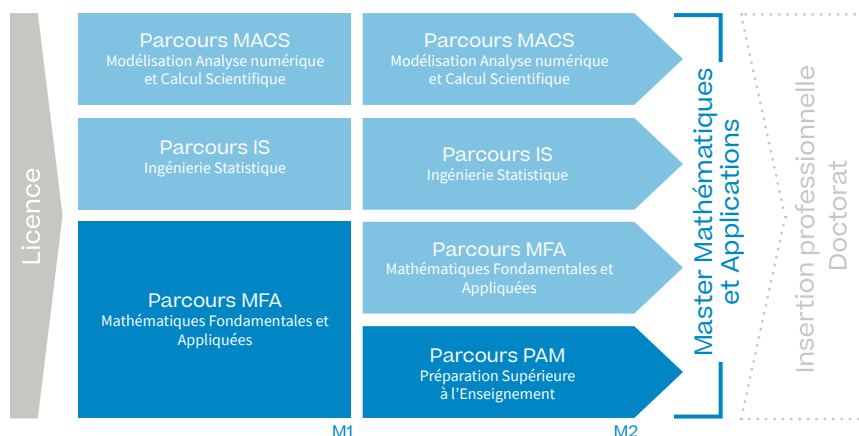 Licence
Parcours MACS
Modélisation Analyse numérique
et Calcul Scientifique
Parcours IS
Ingénierie Statistique
Parcours MFA
Mathématiques Fondamentales et
Appliquées
M1
Parcours MACS
Modélisation Analyse numérique
et Calcul Scientifique
Parcours IS
Ingénierie Statistique
Parcours MFA
Mathématiques Fondamentales et
Appliquées
Parcours PAM
Préparation Supérieure
à l’Enseignement
M2
Master Mathématiques
et Applications
Insertion professionnelle
Doctorat